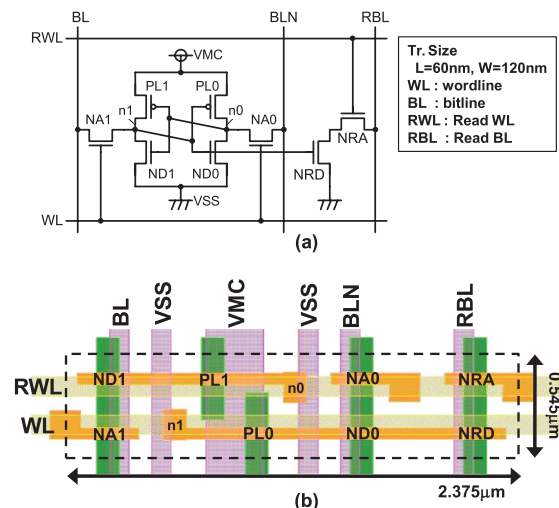 BL
BLN
RBL
RWL
VMC
PL1
PL0
n1
n0
NA1
NA0
NRA
ND1
ND0
NRD
VSS
WL
(a)
Tr. Size
L=60nm, W=120nm
WL : wordline
BL : bitline
RWL : Read WL
RBL : Read BL
BL
VSS
VMC
VSS
BLN
RBL
RWL
ND1
PL1
n0
NA0
NRA
WL
NA1
n1
PL0
ND0
NRD
0.545μm
2.375μm
(b)